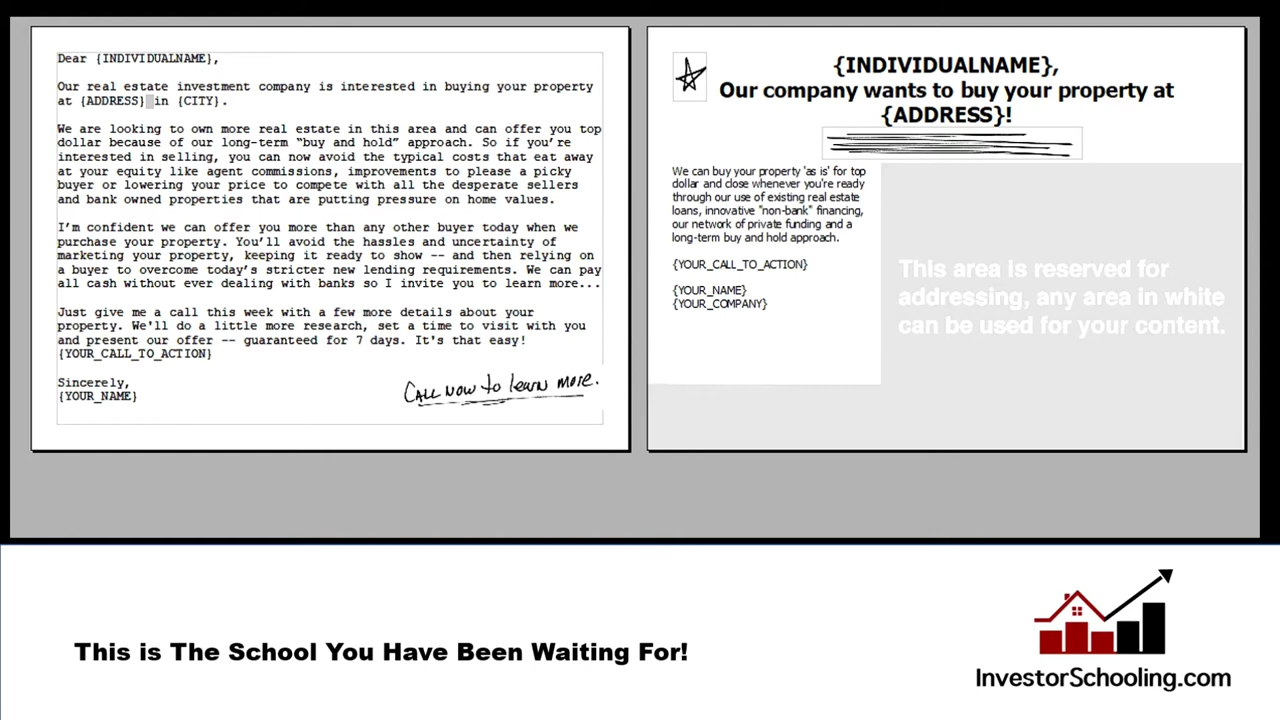 Dear {INDIVIDUALNAME},
Our real estate investment company is interested in buying your property
at {ADDRESS} in {CITY}.
We are looking to own more real estate in this area and can offer you top
dollar because of our long-term “buy and hold” approach. So if you’re
interested in selling, you can now avoid the typical costs that eat away
at your equity like agent commissions, improvements to please a picky
buyer or lowering your price to compete with all the desperate sellers
and bank owned properties that are putting pressure on home values.
I’m confident we can offer you more than any other buyer today when we
purchase your property. You’ll avoid the hassles and uncertainty of
marketing your property, keeping it ready to show -- and then relying on
a buyer to overcome today’s stricter new lending requirements. We can pay
all cash without ever dealing with banks so I invite you to learn more...
Just give me a call this week with a few more details about your
property. We'll do a little more research, set a time to visit with you
and present our offer -- guaranteed for 7 days. It's that easy!
{YOUR_CALL_TO_ACTION}
Sincerely,
{YOUR_NAME}
CALL NOW to learn more.
{INDIVIDUALNAME},
Our company wants to buy your property at
{ADDRESS}!
We can buy your property 'as is' for top
dollar and close whenever you're ready
through our use of existing real estate
loans, innovative "non-bank" financing,
our network of private funding and a
long-term buy and hold approach.
{YOUR_CALL_TO_ACTION}
{YOUR_NAME}
{YOUR_COMPANY}
This area is reserved for
addressing, any area in white
can be used for your content.
This is The School You Have Been Waiting For!
InvestorSchooling.com